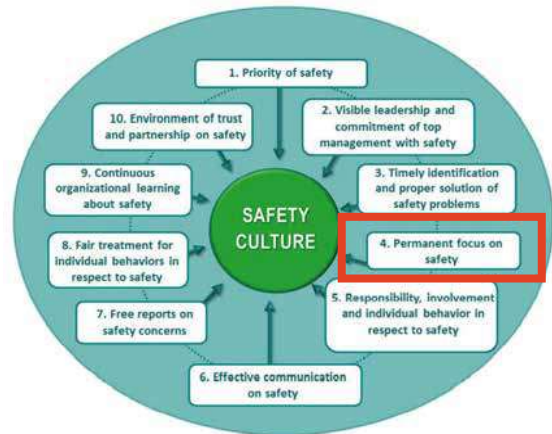 1. Priority of safety
2. Visible leadership and
commitment of top
management with safety
3. Timely identification
and proper solution of
safety problems
4. Permanent focus on
safety
5. Responsibility, involvement
and individual behavior in
respect to safety
6. Effective communication
on safety
7. Free reports on
safety concerns
8. Fair treatment for
individual behaviors in
respect to safety
9. Continuous
organizational learning
about safety
10. Environment of trust
and partnership on safety
SAFETY
CULTURE